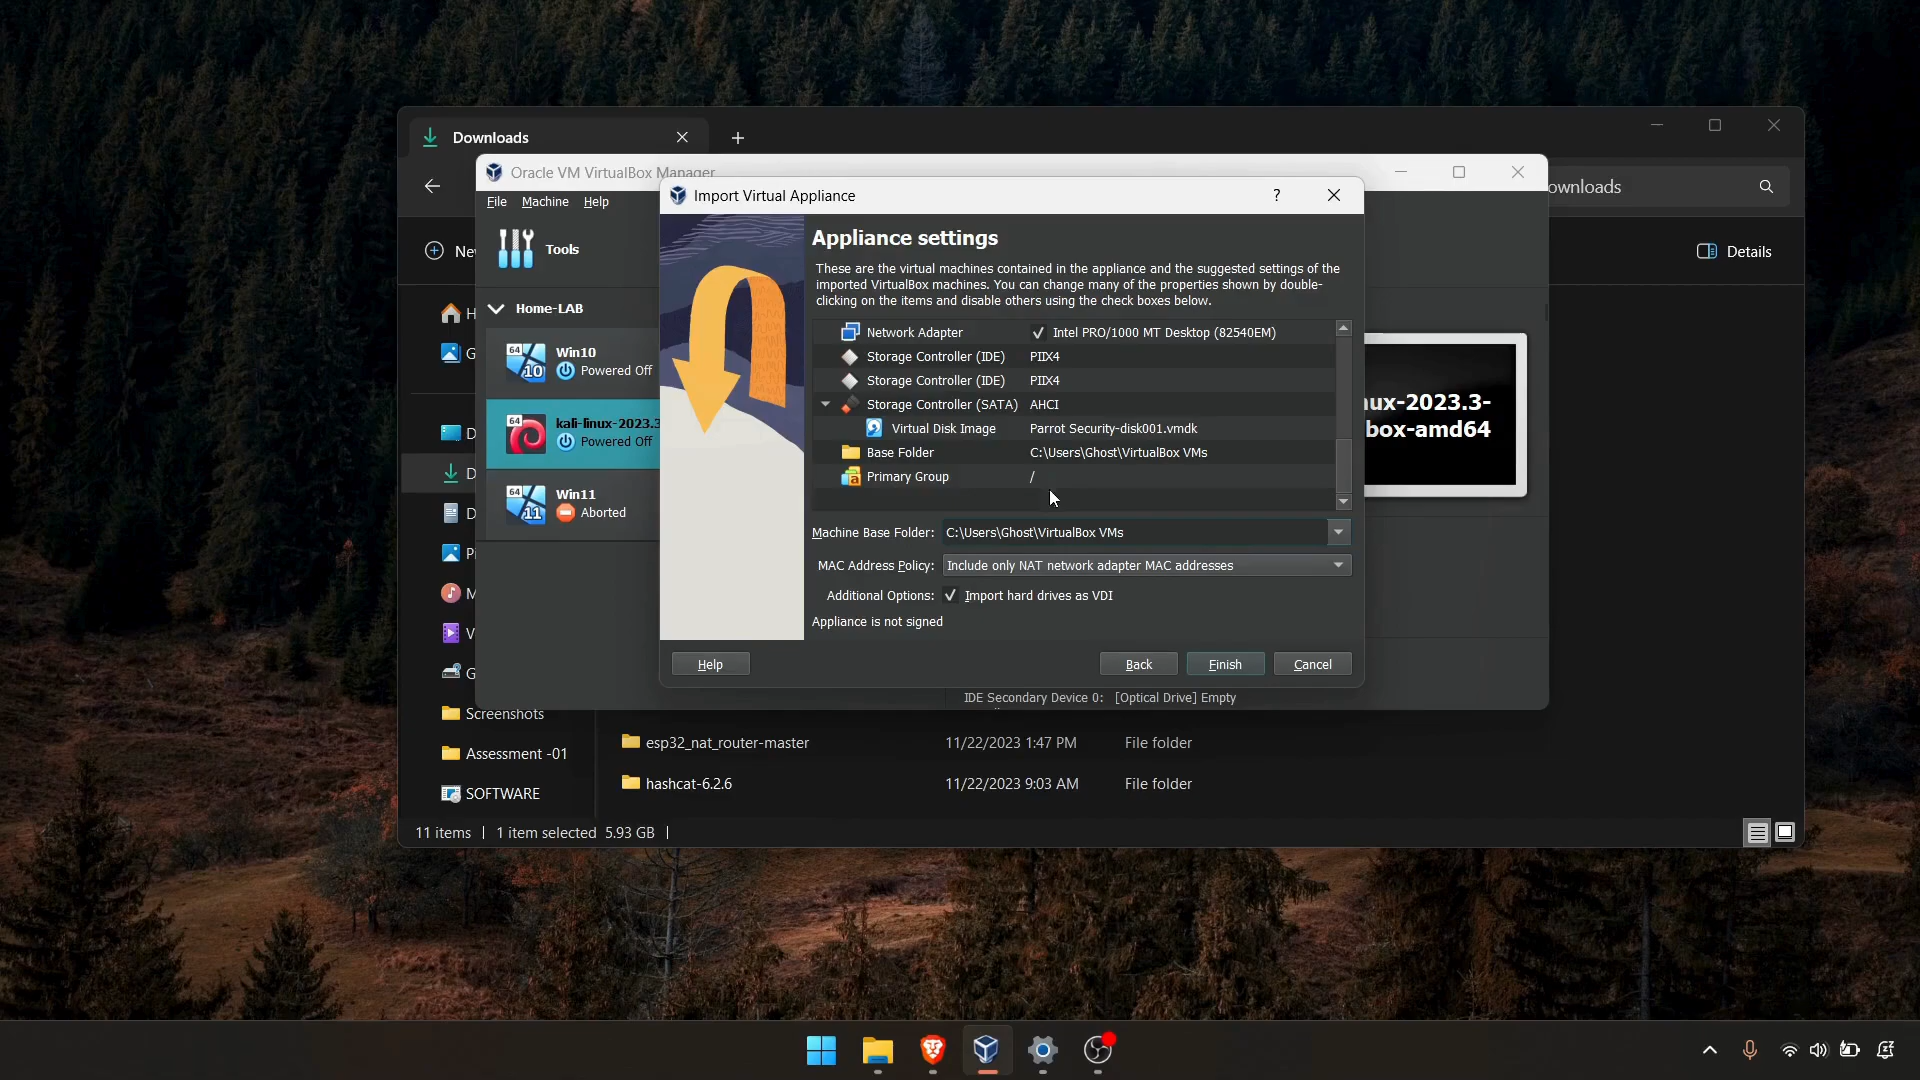 Downloads
Oracle VM VirtualBox Manager
ownloads
Import Virtual Appliance
?
File Machine Help
Tools
Details
Home-LAB
64
10
Win10
Powered Off
64
kali-linux-2023.3
Powered Off
64
11
Win11
Aborted
Appliance settings
These are the virtual machines contained in the appliance and the suggested settings of the
imported VirtualBox machines. You can change many of the properties shown by double-
clicking on the items and disable others using the check boxes below.
Network Adapter Intel PRO/1000 MT Desktop (82540EM)
Storage Controller (IDE) PIIX4
Storage Controller (IDE) PIIX4
Storage Controller (SATA) AHCI
Virtual Disk Image Parrot Security-disk001.vmdk
Base Folder C:\Users\Ghost\VirtualBox VMs
Primary Group /
Machine Base Folder: C:\Users\Ghost\VirtualBox VMs
MAC Address Policy: Include only NAT network adapter MAC addresses
Additional Options: Import hard drives as VDI
Appliance is not signed
Help Back Finish Cancel
ux-2023.3-
box-amd64
IDE Secondary Device 0: [Optical Drive] Empty
Screenshots
Assessment -01
SOFTWARE
esp32_nat_router-master 11/22/2023 1:47 PM File folder
hashcat-6.2.6 11/22/2023 9:03 AM File folder
11 items 1 item selected 5.93 GB